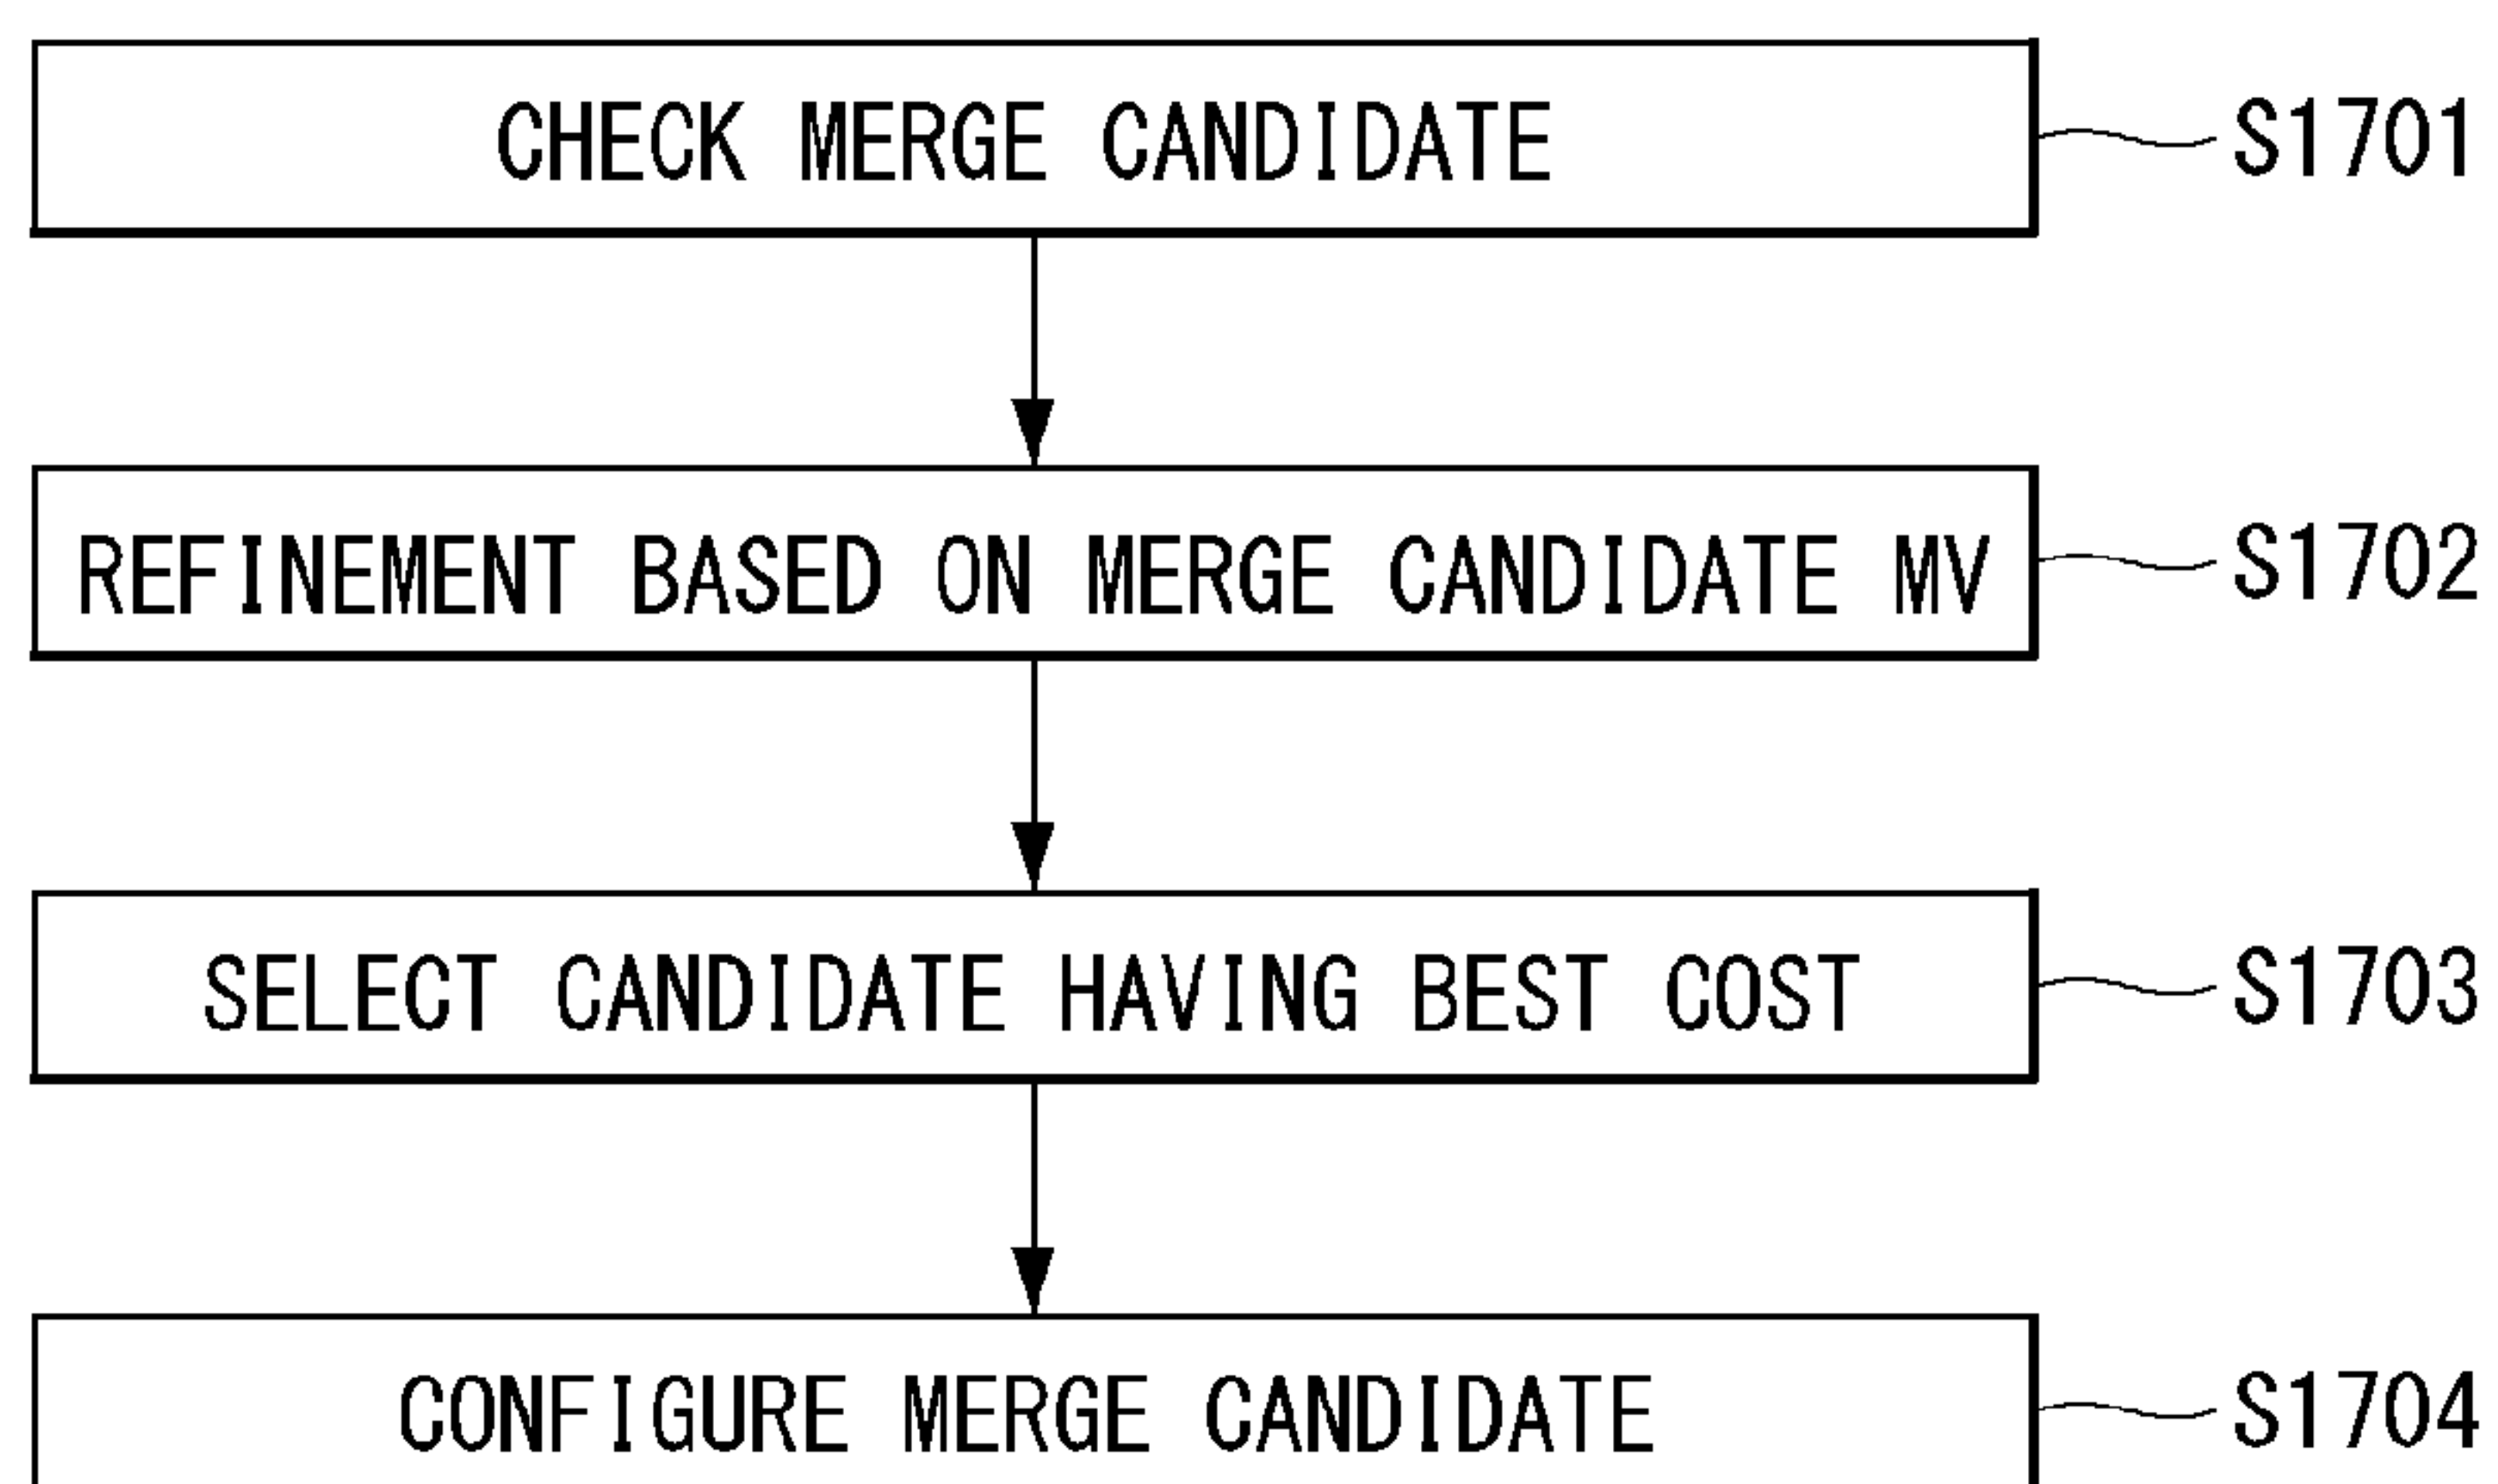 CHECK MERGE CANDIDATE S1701
REFINEMENT BASED ON MERGE CANDIDATE MV S1702
SELECT CANDIDATE HAVING BEST COST S1703
CONFIGURE MERGE CANDIDATE S1704